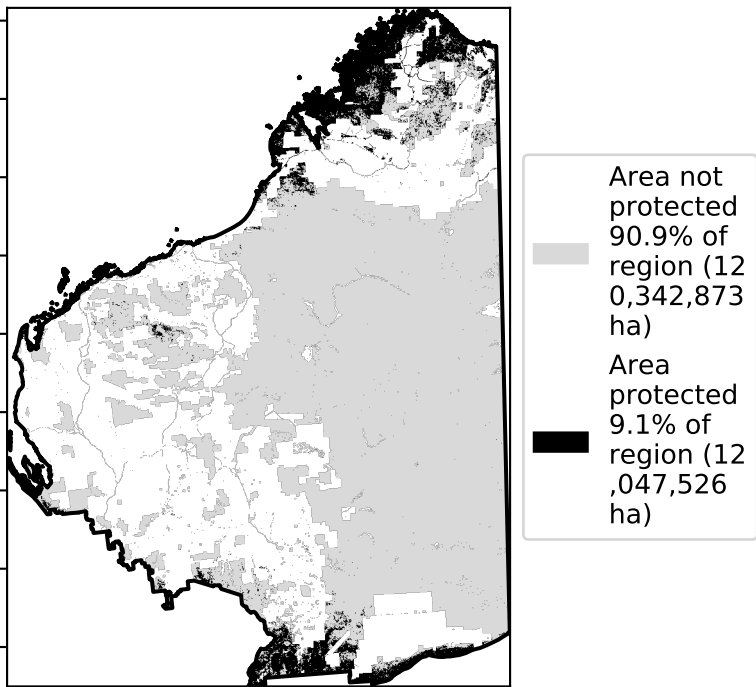 Area not
protected
90.9% of
region (12
0,342,873
ha)
Area
protected
9.1% of
region (12
,047,526
ha)